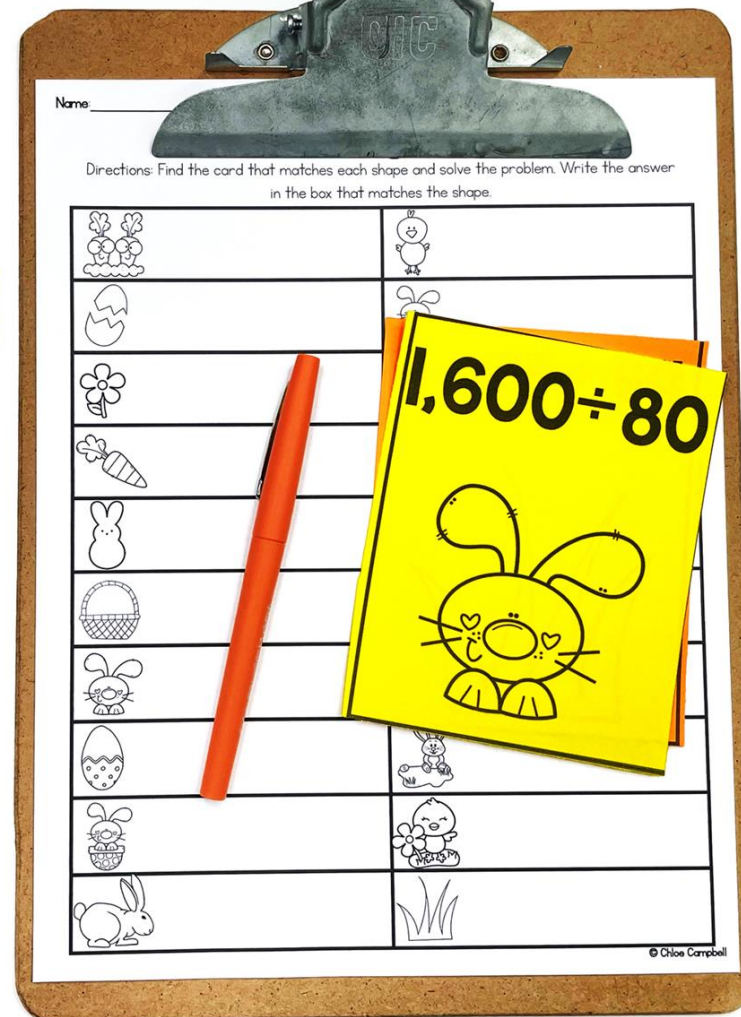 CIC
Name:
Directions: Find the card that matches each shape and solve the problem. Write the answer
in the box that matches the shape.
1,600÷80
© Chloe Campbell